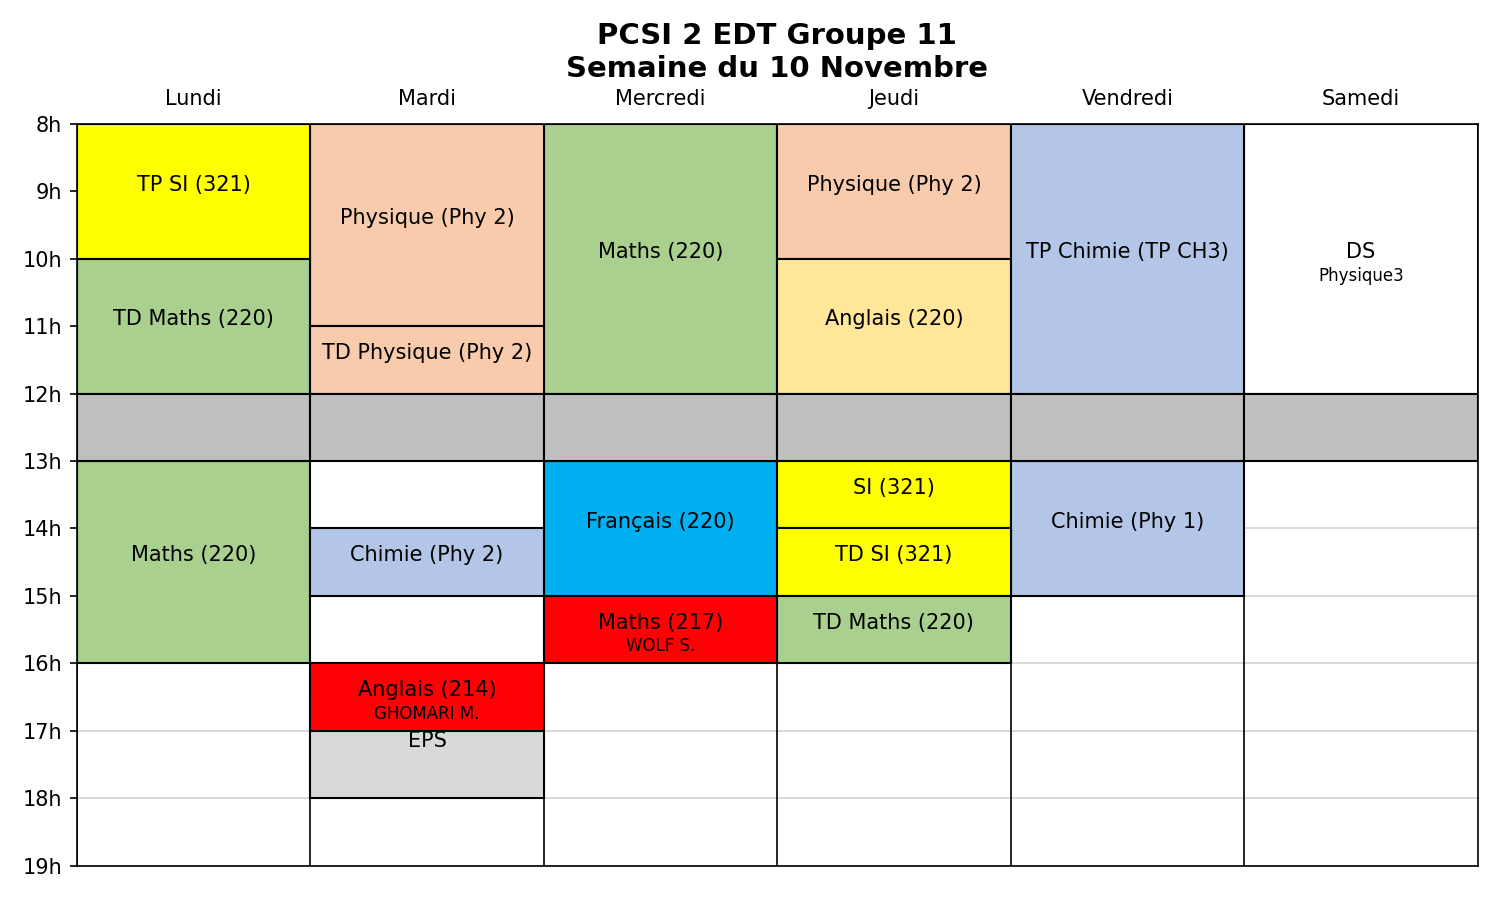 PCSI 2 EDT Groupe 11
Semaine du 10 Novembre
Lundi Mardi Mercredi Jeudi Vendredi Samedi
8h
9h
10h
11h
12h
13h
14h
15h
16h
17h
18h
19h
TP SI (321)
TD Maths (220)
Maths (220)
Physique (Phy 2)
TD Physique (Phy 2)
Chimie (Phy 2)
Anglais (214)
GHOMARI M.
EPS
Maths (220)
Français (220)
Maths (217)
WOLF S.
Physique (Phy 2)
Anglais (220)
SI (321)
TD SI (321)
TD Maths (220)
TP Chimie (TP CH3)
Chimie (Phy 1)
DS
Physique3